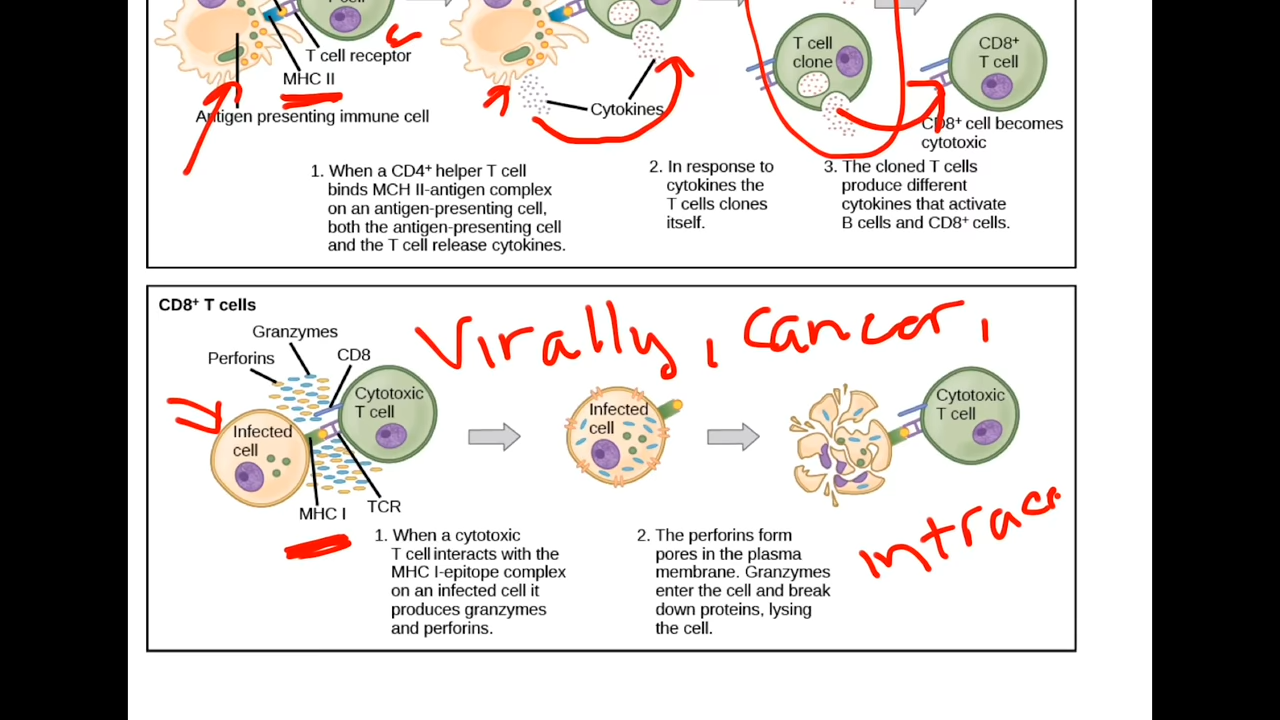 T cell receptor
MHC II
Antigen presenting immune cell
Cytokines
T cell
clone
CD8⁺
T cell
CD8⁺ cell becomes
cytotoxic
1. When a CD4⁺ helper T cell
binds MCH II-antigen complex
on an antigen-presenting cell,
both the antigen-presenting cell
and the T cell release cytokines.
2. In response to
cytokines the
T cells clones
itself.
3. The cloned T cells
produce different
cytokines that activate
B cells and CD8⁺ cells.
CD8⁺ T cells
Virally, cancer,
Granzymes
Perforins
CD8
Cytotoxic
T cell
Infected
cell
MHC I
TCR
Infected
cell
Cytotoxic
T cell
intrace
1. When a cytotoxic
T cell interacts with the
MHC I-epitope complex
on an infected cell it
produces granzymes
and perforins.
2. The perforins form
pores in the plasma
membrane. Granzymes
enter the cell and break
down proteins, lysing
the cell.